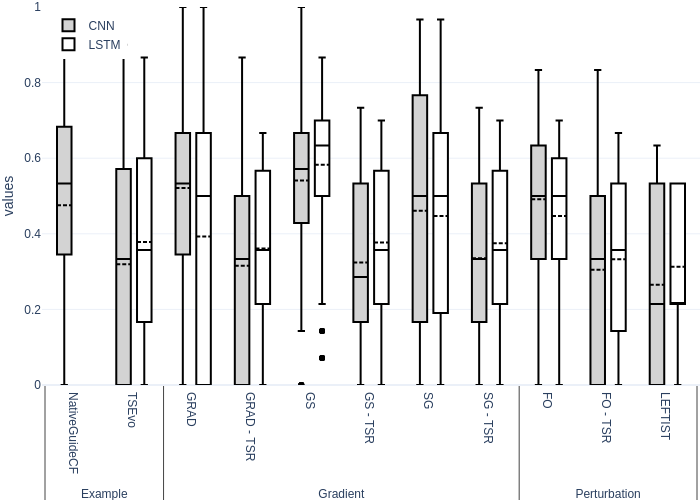 1
CNN
LSTM
0.8
0.6
values
0.4
0.2
0
NativeGuideCF
TSEvo
GRAD
GRAD - TSR
GS
GS - TSR
SG
SG - TSR
FO
FO - TSR
LEFTIST
Example
Gradient
Perturbation